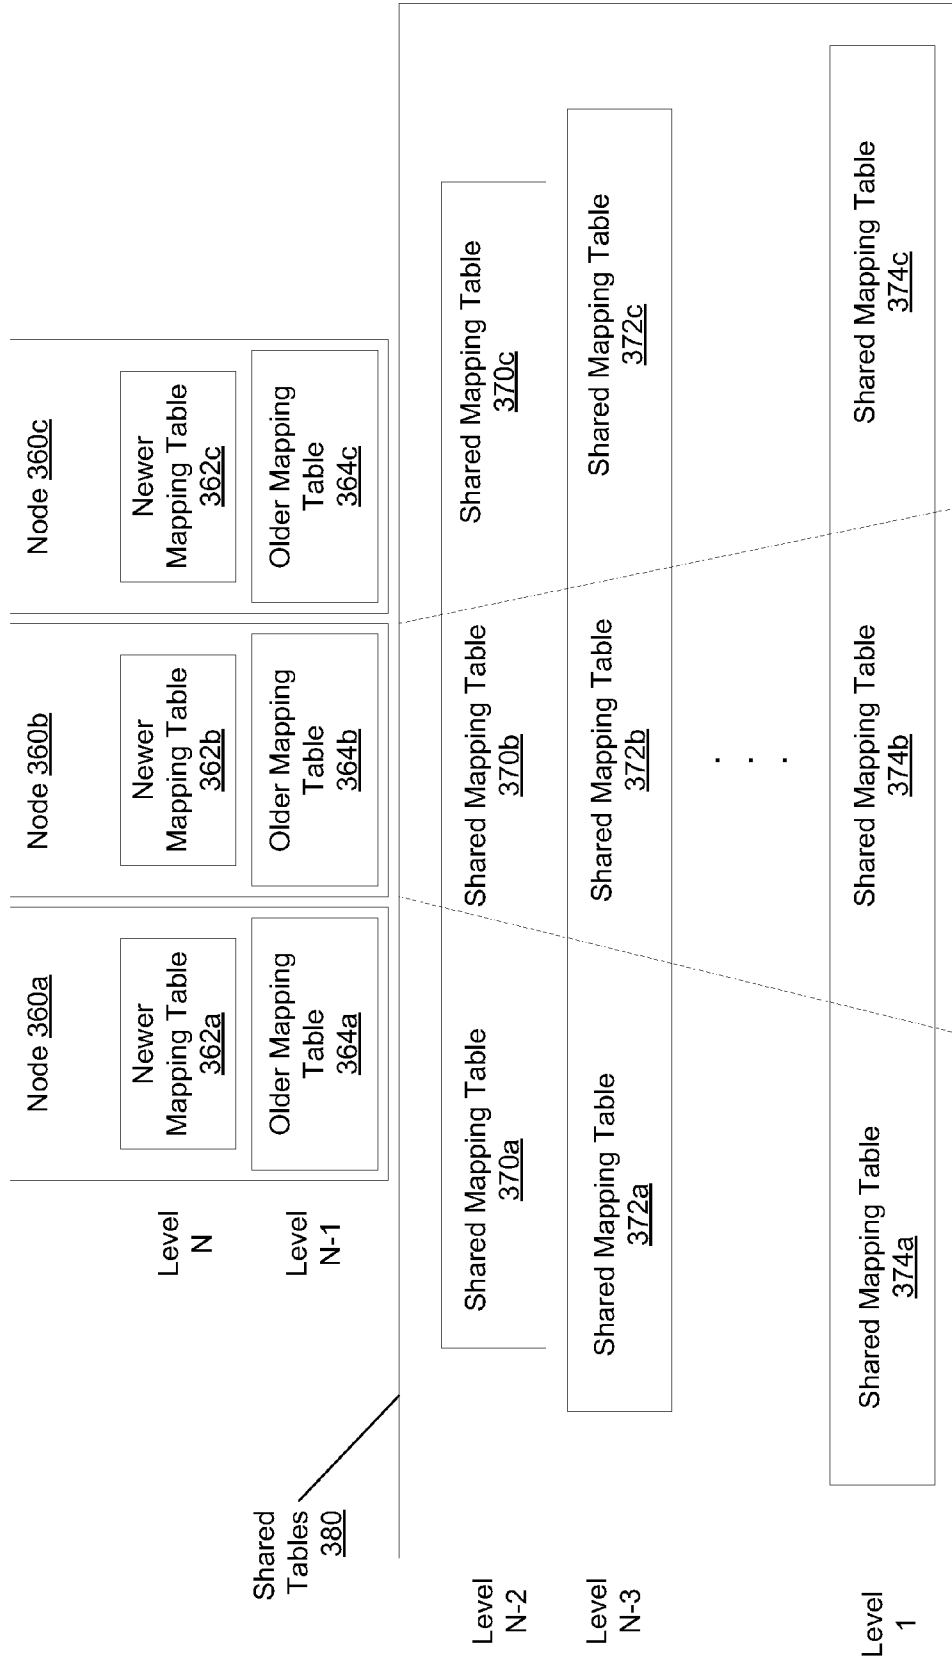 Node 360a
Node 360b
Node 360c
Level
N
Newer
Mapping Table
362a
Newer
Mapping Table
362b
Newer
Mapping Table
362c
Level
N-1
Older Mapping
Table
364a
Older Mapping
Table
364b
Older Mapping
Table
364c
Shared
Tables
380
Level
N-2
Shared Mapping Table
370a
Shared Mapping Table
370b
Shared Mapping Table
370c
Level
N-3
Shared Mapping Table
372a
Shared Mapping Table
372b
Shared Mapping Table
372c
. . .
Level
1
Shared Mapping Table
374a
Shared Mapping Table
374b
Shared Mapping Table
374c